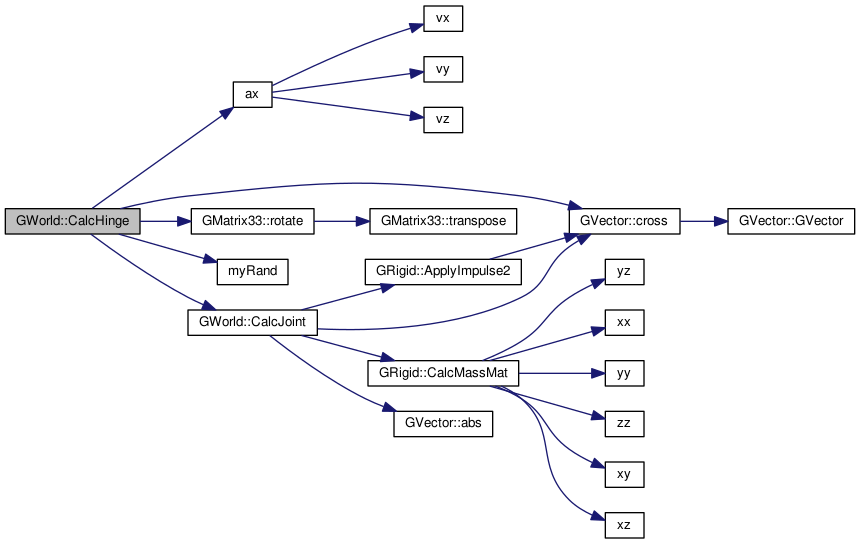 vx
vy
ax
vz
GWorld::CalcHinge
GMatrix33::rotate
GMatrix33::transpose
GVector::cross
GVector::GVector
myRand
GRigid::ApplyImpulse2
yz
GWorld::CalcJoint
xx
GRigid::CalcMassMat
yy
GVector::abs
zz
xy
xz